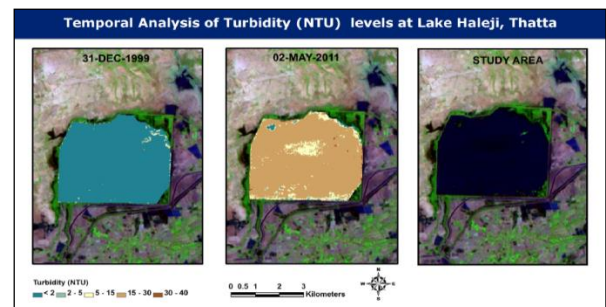 Temporal Analysis of Turbidity (NTU) levels at Lake Haleji, Thatta
31-DEC-1999
02-MAY-2011
STUDY AREA
Turbidity (NTU)
< 2 2 - 5 5 - 15 15 - 30 30 - 40
0 0.5 1 2 3
Kilometers
N
W E
S